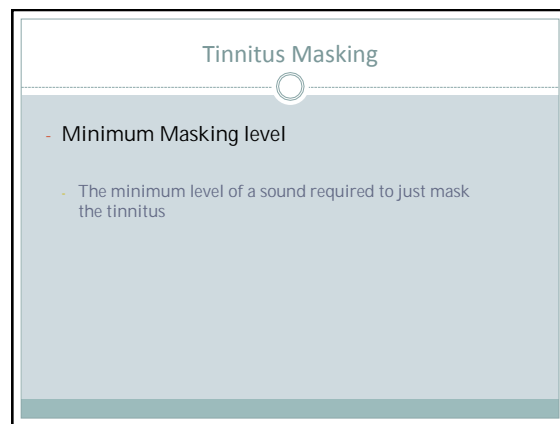 Tinnitus Masking
- Minimum Masking level
- The minimum level of a sound required to just mask
the tinnitus